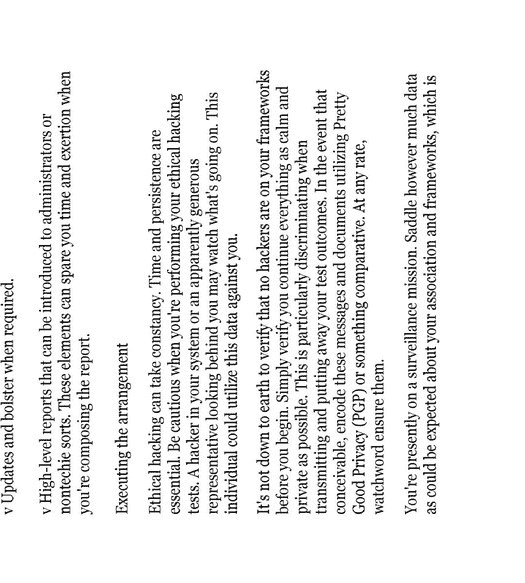 v Updates and bolster when required.
v High-level reports that can be introduced to administrators or
nontechie sorts. These elements can spare you time and exertion when
you're composing the report.
Executing the arrangement
Ethical hacking can take constancy. Time and persistence are
essential. Be cautious when you're performing your ethical hacking
tests. A hacker in your system or an apparently generous
representative looking behind you may watch what's going on. This
individual could utilize this data against you.
It's not down to earth to verify that no hackers are on your frameworks
before you begin. Simply verify you continue everything as calm and
private as possible. This is particularly discriminating when
transmitting and putting away your test outcomes. In the event that
conceivable, encode these messages and documents utilizing Pretty
Good Privacy (PGP) or something comparative. At any rate,
watchword ensure them.
You're presently on a surveillance mission. Saddle however much data
as could be expected about your association and frameworks, which is